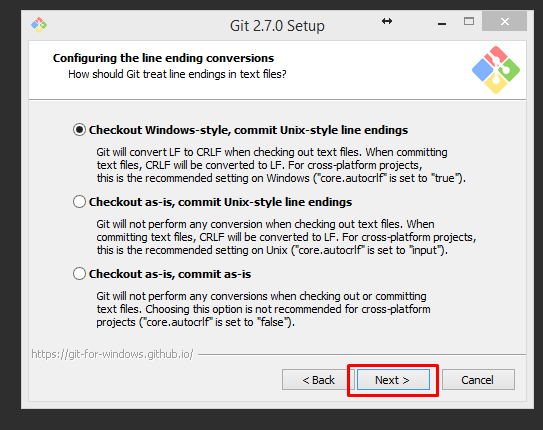 Git 2.7.0 Setup
Configuring the line ending conversions
How should Git treat line endings in text files?
Checkout Windows-style, commit Unix-style line endings
Git will convert LF to CRLF when checking out text files. When committing
text files, CRLF will be converted to LF. For cross-platform projects,
this is the recommended setting on Windows ("core.autocrlf" is set to "true").
Checkout as-is, commit Unix-style line endings
Git will not perform any conversion when checking out text files. When
committing text files, CRLF will be converted to LF. For cross-platform projects,
this is the recommended setting on Unix ("core.autocrlf" is set to "input").
Checkout as-is, commit as-is
Git will not perform any conversions when checking out or committing
text files. Choosing this option is not recommended for cross-platform
projects ("core.autocrlf" is set to "false").
https://git-for-windows.github.io/
< Back
Next >
Cancel